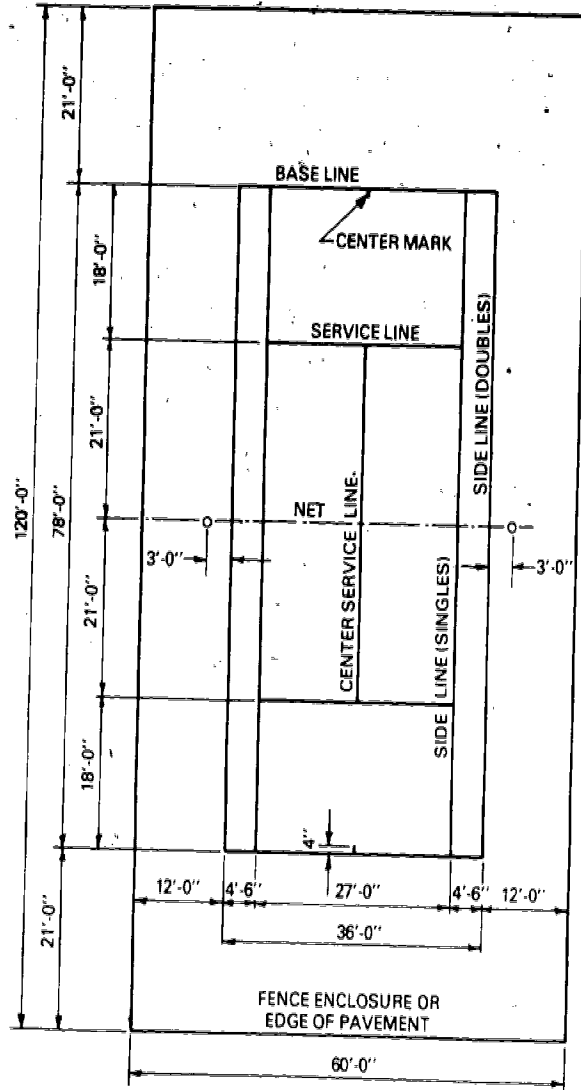 21'-0"
BASE LINE
CENTER MARK
18'-0"
SERVICE LINE
SIDE LINE (DOUBLES)
21'-0"
120'-0"
78'-0"
NET
CENTER SERVICE LINE
3'-0"
3'-0"
21'-0"
SIDE LINE (SINGLES)
18'-0"
4"
12'-0"
4'-6"
27'-0"
4'-6"
12'-0"
21'-0"
36'-0"
FENCE ENCLOSURE OR
EDGE OF PAVEMENT
60'-0"